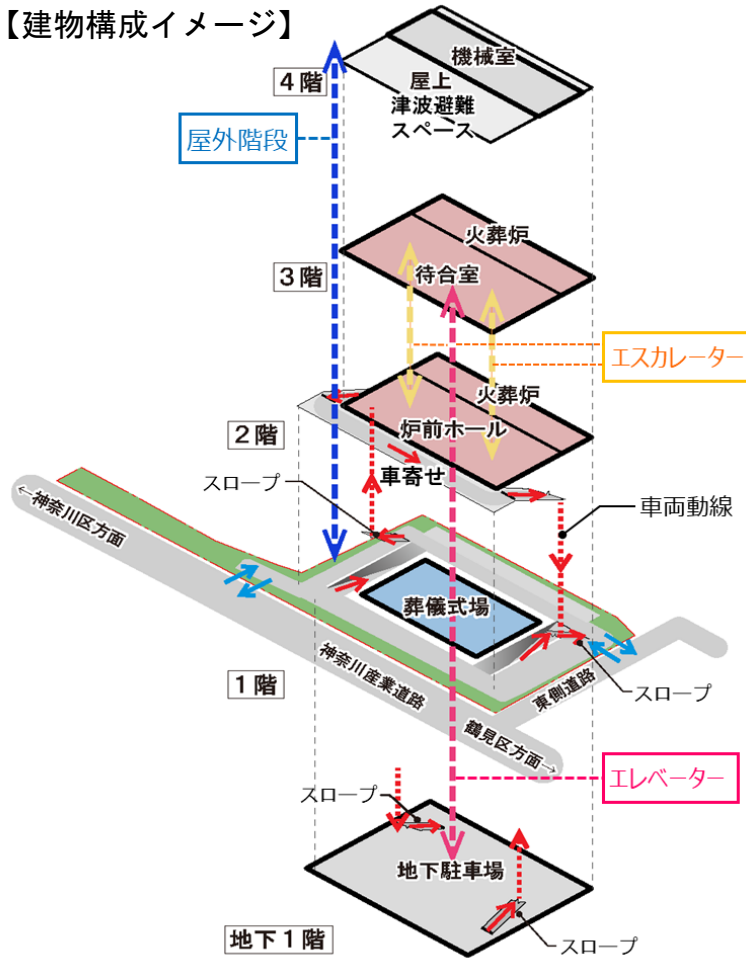 【建物構成イメージ】
機械室
4階
屋上
津波避難
スペース
屋外階段
火葬炉
待合室
3階
エスカレーター
火葬炉
炉前ホール
2階
車寄せ
スロープ
車両動線
←神奈川区方面
葬儀式場
神奈川産業道路
1階
東側道路
スロープ
鶴見区方面→
エレベーター
スロープ
地下駐車場
地下1階
スロープ